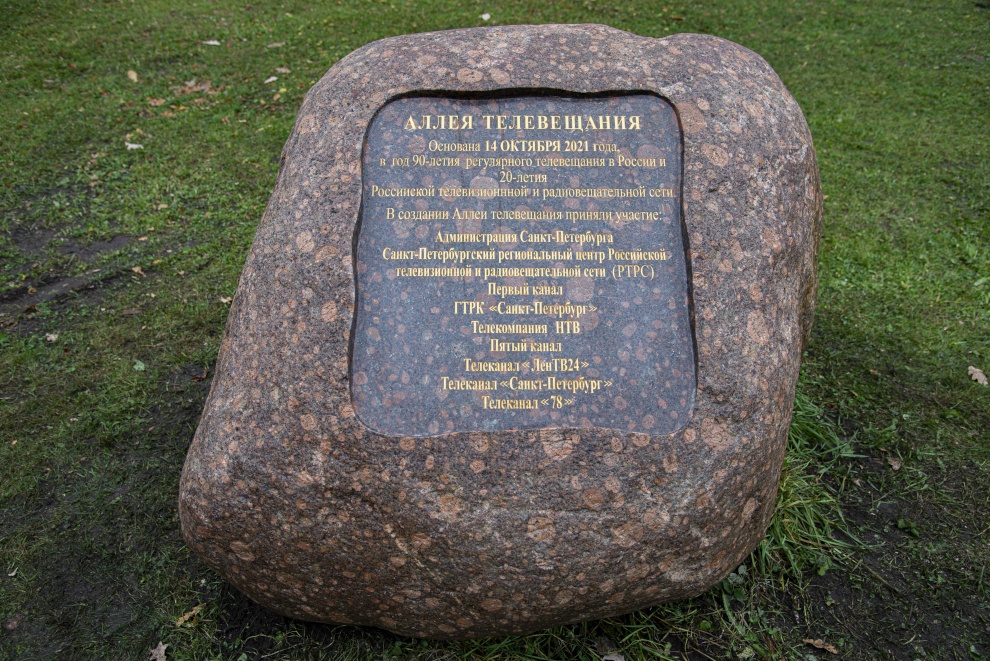 АЛЛЕЯ ТЕЛЕВЕЩАНИЯ
Основана 14 ОКТЯБРЯ 2021 года,
в год 90-летия регулярного телевещания в России и
20-летия
Российской телевизионнной и радиовещательной сети.
В создании Аллеи телевещания приняли участие:
Администрация Санкт-Петербурга
Санкт-Петербургский региональный центр Российской
телевизионной и радиовещательной сети (РТРС)
Первый канал
ГТРК «Санкт-Петербург»
Телекомпания НТВ
Пятый канал
Телеканал «ЛенТВ24»
Телеканал «Санкт-Петербург»
Телеканал «78»